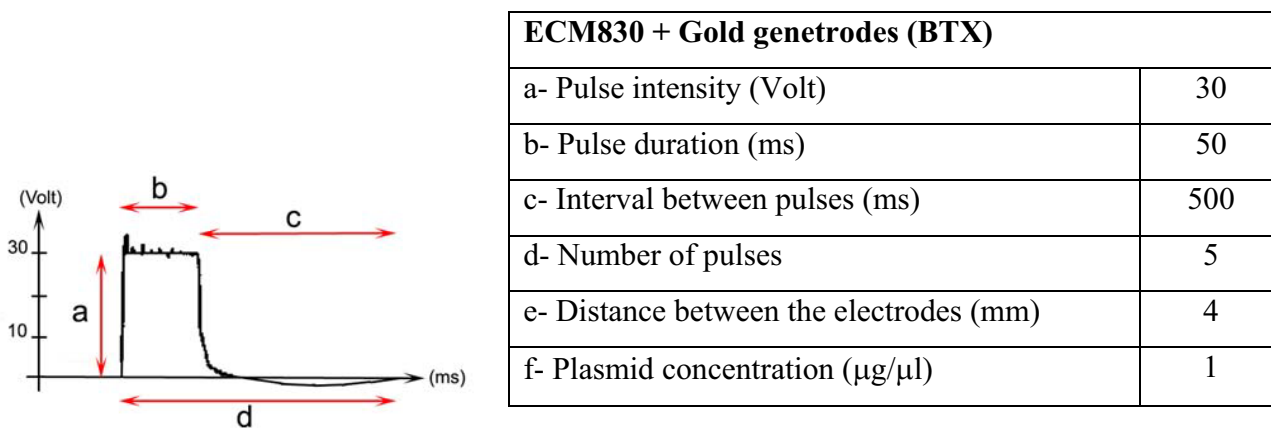 (Volt)
30
10
a
b
c
d
(ms)
ECM830 + Gold genetrodes (BTX)
a- Pulse intensity (Volt) 30
b- Pulse duration (ms) 50
c- Interval between pulses (ms) 500
d- Number of pulses 5
e- Distance between the electrodes (mm) 4
f- Plasmid concentration (μg/μl) 1